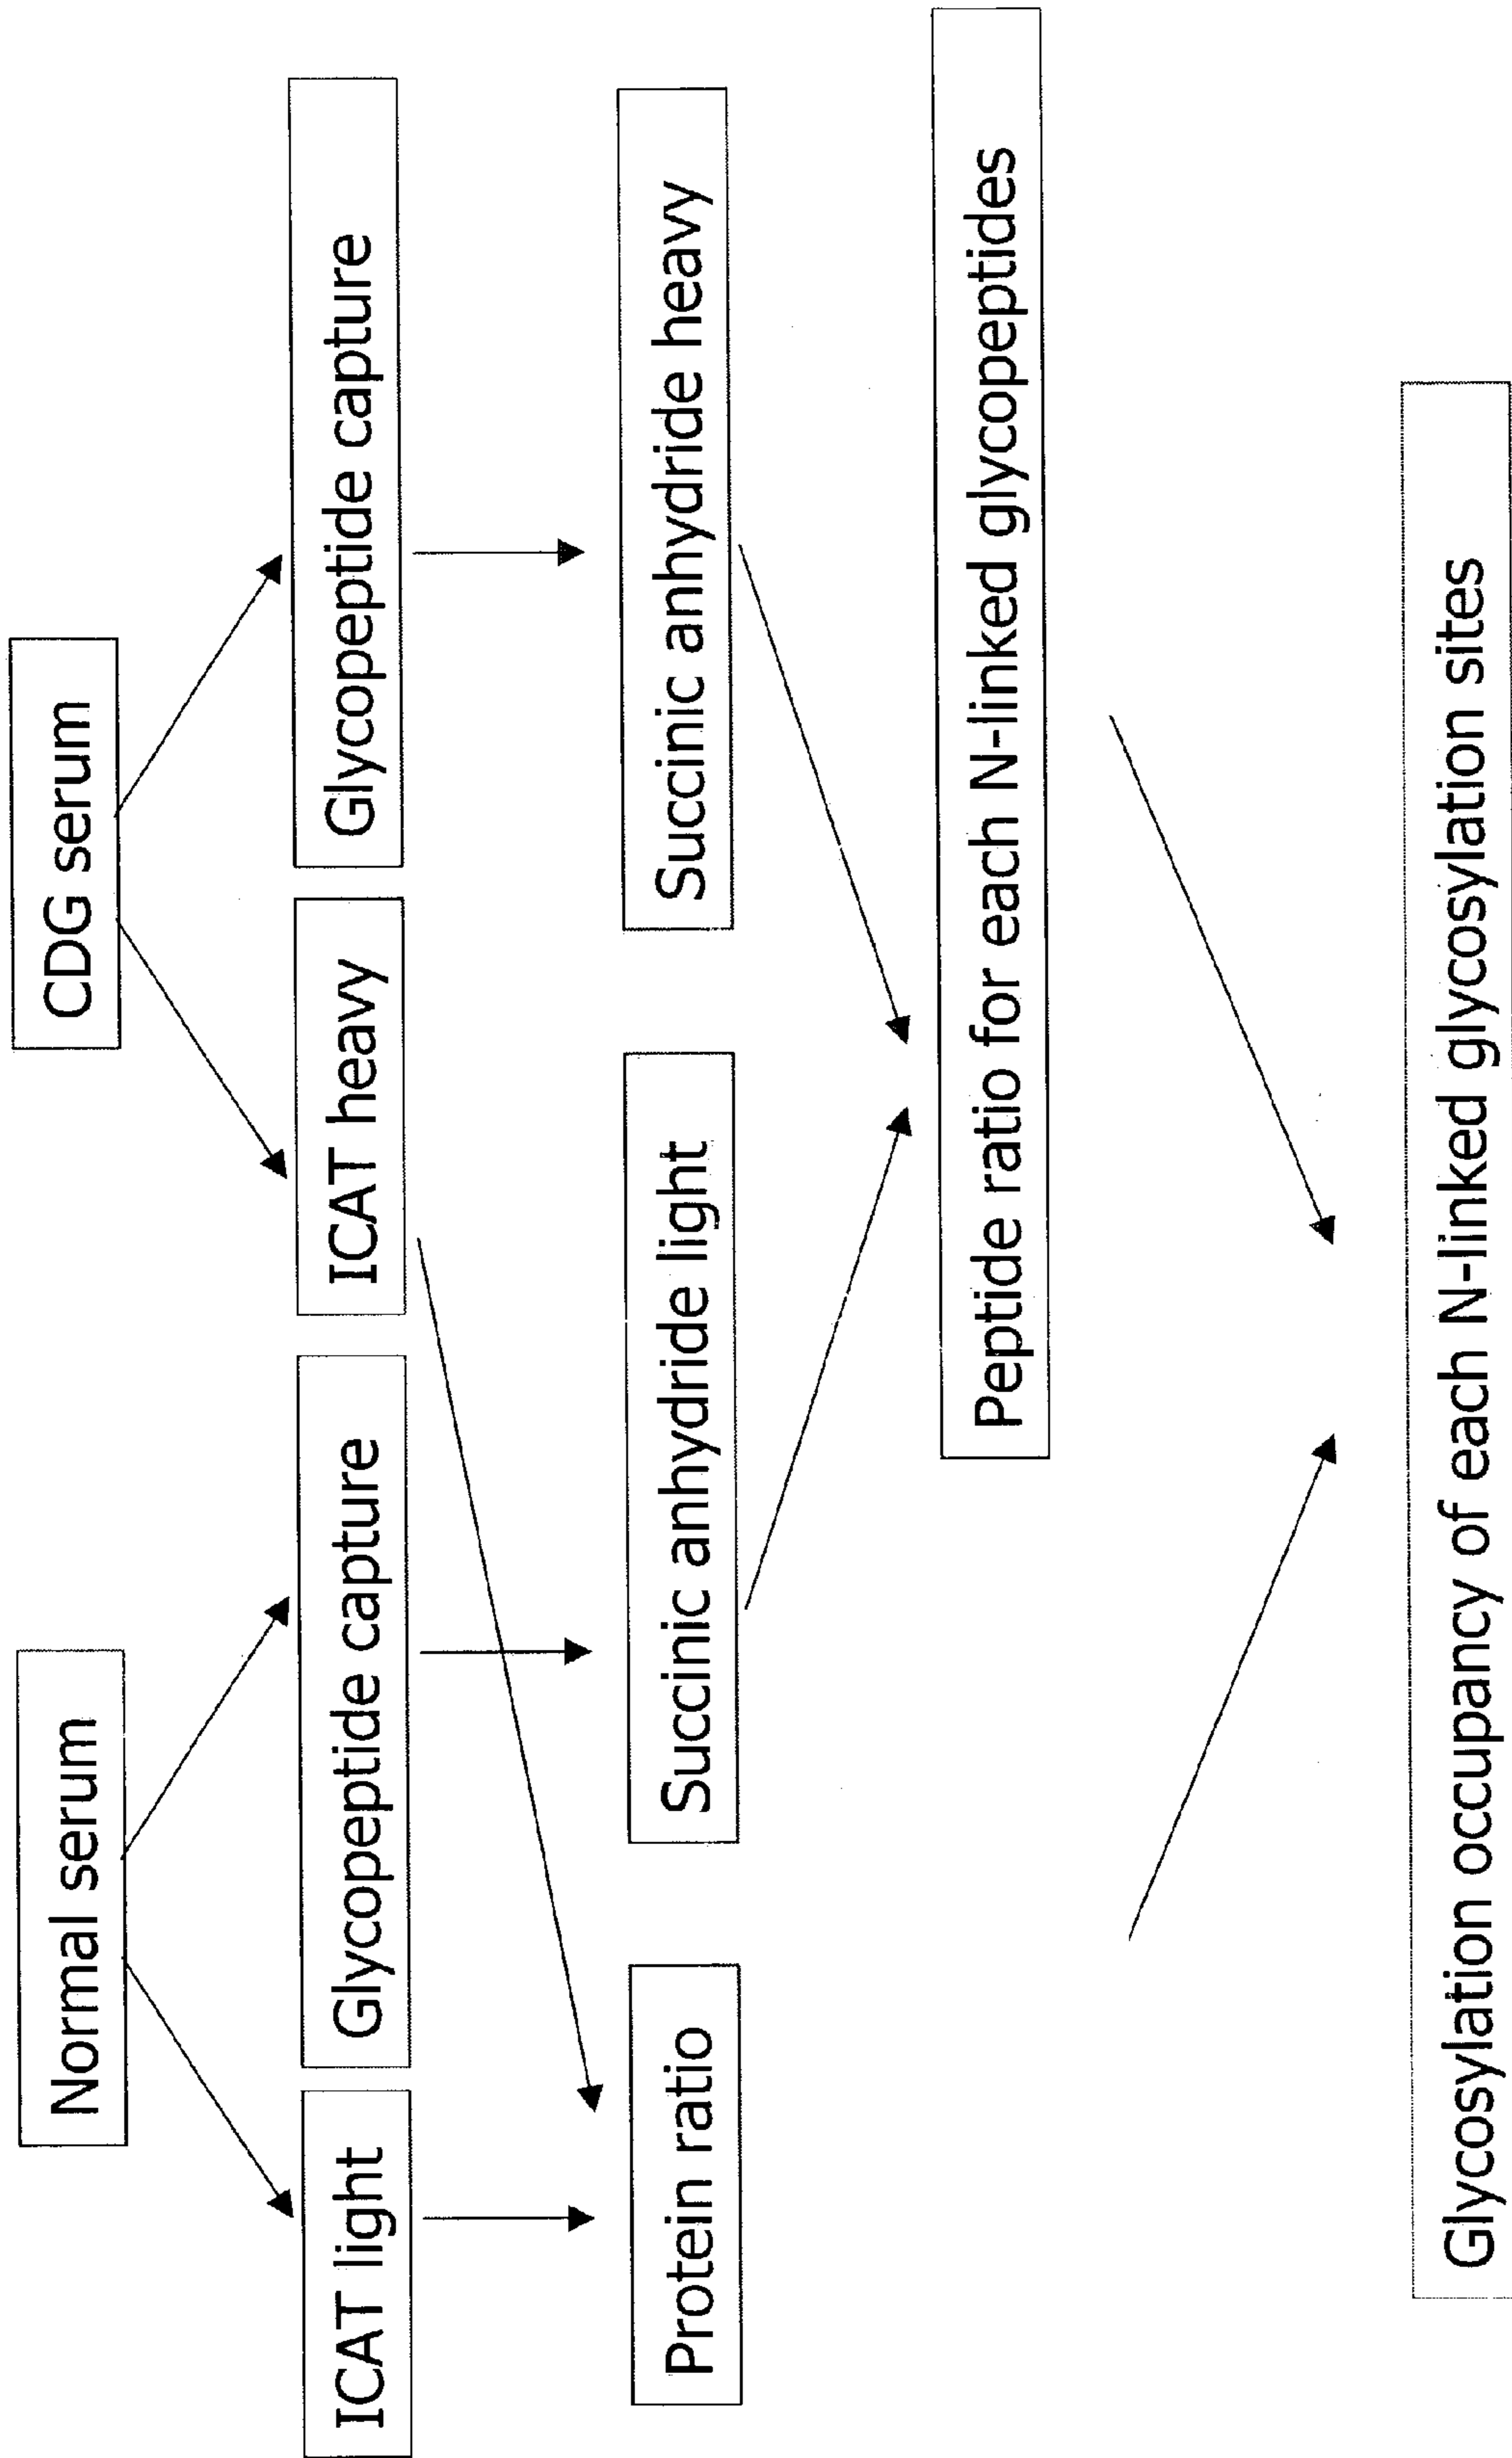 Normal serum
CDG serum
ICAT light
Glycopeptide capture
ICAT heavy
Glycopeptide capture
Protein ratio
Succinic anhydride light
Succinic anhydride heavy
Peptide ratio for each N-linked glycopeptides
Glycosylation occupancy of each N-linked glycosylation sites